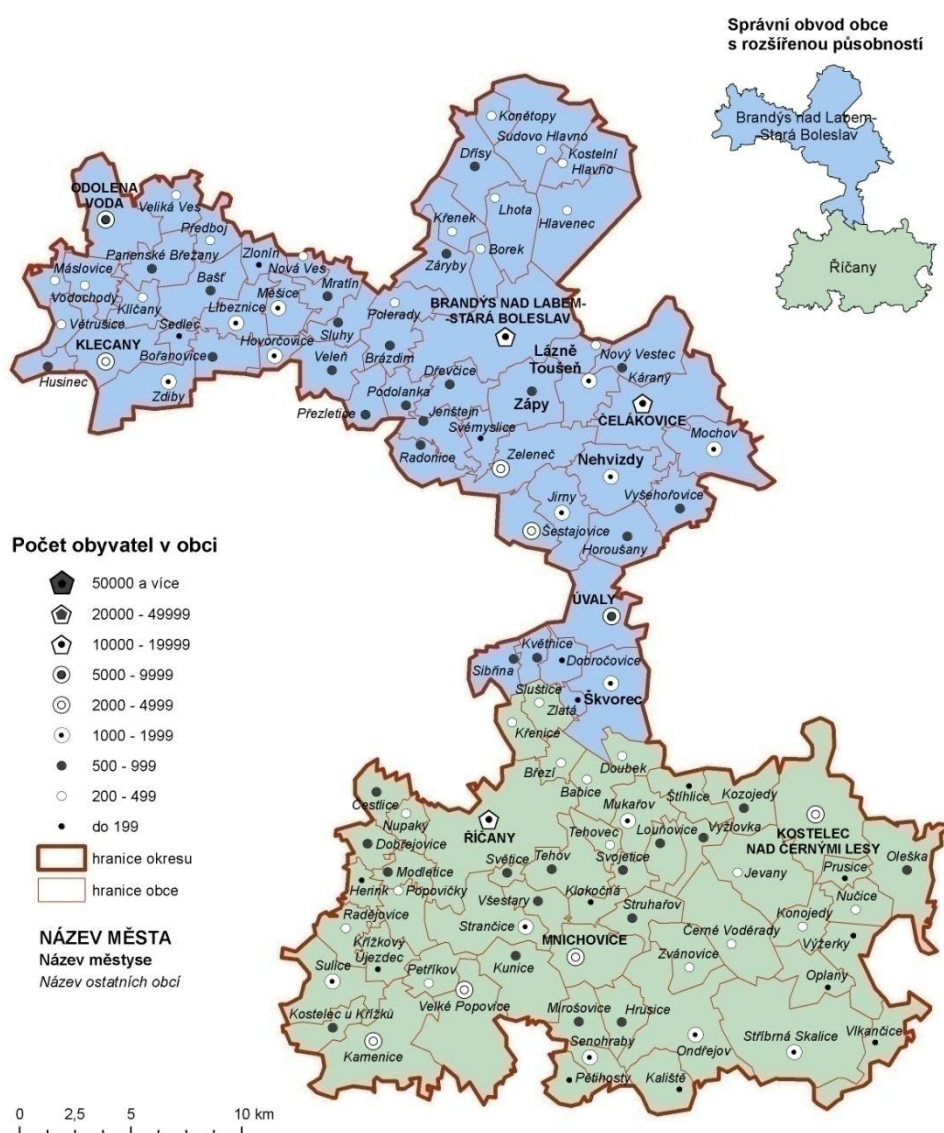 Správní obvod obce
s rozšířenou působností
Brandýs nad Labem-
Stará Boleslav
Říčany
Konětopy
Sudovo Hlavno
Dřísy
Kostelní
Hlavno
ODOLENA
VODA
Veliká Ves
Lhota
Hlavenec
Předboj
Křenek
Borek
Panenské Břežany
Zlonín
Nová Ves
Záryby
Máslovice
Bašť
Měšice
Mratín
Vodochody
Klíčany
Líbeznice
Polerady
BRANDÝS NAD LABEM-
STARÁ BOLESLAV
Větrušice
Sedlec
Sluhy
KLECANY
Bořanovice
Hovorčovice
Veleň
Brázdim
Lázně
Toušeň
Nový Vestec
Káraný
Husinec
Zdiby
Dřevčice
Podolanka
Zápy
ČELÁKOVICE
Přezletice
Jenštejn
Svémyslice
Mochov
Radonice
Zeleneč
Nehvizdy
Jirny
Vyšehořovice
Šestajovice
Horoušany
Počet obyvatel v obci
50000 a více
20000 - 49999
10000 - 19999
5000 - 9999
2000 - 4999
1000 - 1999
500 - 999
200 - 499
do 199
hranice okresu
hranice obce
NÁZEV MĚSTA
Název městyse
Název ostatních obcí
ÚVALY
Květnice
Dobročovice
Sibřina
Sluštice
Zlatá
Škvorec
Křenice
Březí
Doubek
Babice
Čestlice
Nupaky
Mukařov
Štíhlice
Kozojedy
ŘÍČANY
Tehovec
Louňovice
Vyžlovka
KOSTELEC
NAD ČERNÝMI LESY
Dobřejovice
Světice
Tehov
Svojetice
Oleška
Modletice
Jevany
Prusice
Herink
Popovičky
Klokočná
Nučice
Všestary
Struhařov
Konojedy
Radějovice
Strančice
MNICHOVICE
Černé Voděrady
Výžerky
Křížkový
Újezdec
Sulice
Petříkov
Kunice
Zvánovice
Oplany
Velké Popovice
Kostelec u Křížků
Mirošovice
Hrusice
Kamenice
Senohraby
Ondřejov
Stříbrná Skalice
Vlkančice
Pětihosty
Kaliště
0 2,5 5 10 km